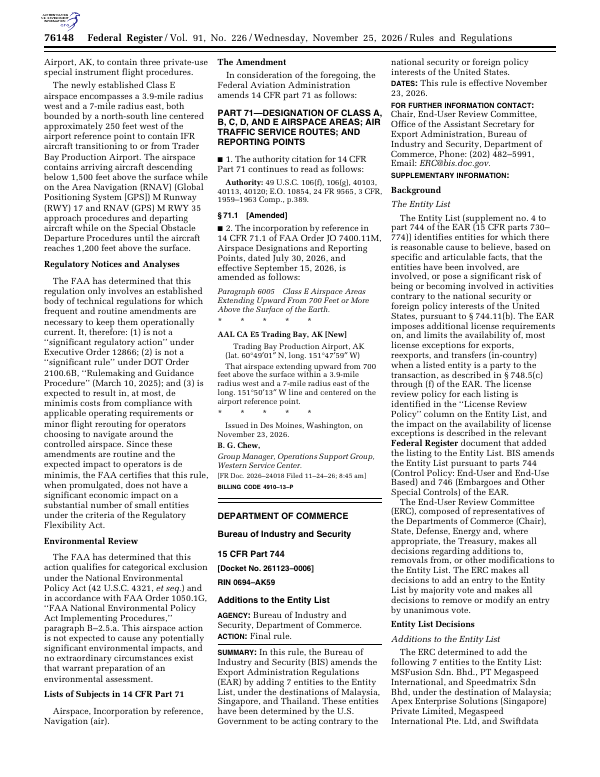 AUTHENTICATED
U.S. GOVERNMENT
INFORMATION
GPO
76148 Federal Register / Vol. 91, No. 226 / Wednesday, November 25, 2026 / Rules and Regulations
Airport, AK, to contain three private-use
special instrument flight procedures.
The newly established Class E
airspace encompasses a 3.9-mile radius
west and a 7-mile radius east, both
bounded by a north-south line centered
approximately 250 feet west of the
airport reference point to contain IFR
aircraft transitioning to or from Trader
Bay Production Airport. The airspace
contains arriving aircraft descending
below 1,500 feet above the surface while
on the Area Navigation (RNAV) (Global
Positioning System [GPS]) M Runway
(RWY) 17 and RNAV (GPS) M RWY 35
approach procedures and departing
aircraft while on the Special Obstacle
Departure Procedures until the aircraft
reaches 1,200 feet above the surface.
Regulatory Notices and Analyses
The FAA has determined that this
regulation only involves an established
body of technical regulations for which
frequent and routine amendments are
necessary to keep them operationally
current. It, therefore: (1) is not a
‘‘significant regulatory action’’ under
Executive Order 12866; (2) is not a
‘‘significant rule’’ under DOT Order
2100.6B, ‘‘Rulemaking and Guidance
Procedure’’ (March 10, 2025); and (3) is
expected to result in, at most, de
minimis costs from compliance with
applicable operating requirements or
minor flight rerouting for operators
choosing to navigate around the
controlled airspace. Since these
amendments are routine and the
expected impact to operators is de
minimis, the FAA certifies that this rule,
when promulgated, does not have a
significant economic impact on a
substantial number of small entities
under the criteria of the Regulatory
Flexibility Act.
Environmental Review
The FAA has determined that this
action qualifies for categorical exclusion
under the National Environmental
Policy Act (42 U.S.C. 4321, et seq.) and
in accordance with FAA Order 1050.1G,
‘‘FAA National Environmental Policy
Act Implementing Procedures,’’
paragraph B–2.5.a. This airspace action
is not expected to cause any potentially
significant environmental impacts, and
no extraordinary circumstances exist
that warrant preparation of an
environmental assessment.
Lists of Subjects in 14 CFR Part 71
Airspace, Incorporation by reference,
Navigation (air).
The Amendment
In consideration of the foregoing, the
Federal Aviation Administration
amends 14 CFR part 71 as follows:
PART 71—DESIGNATION OF CLASS A,
B, C, D, AND E AIRSPACE AREAS; AIR
TRAFFIC SERVICE ROUTES; AND
REPORTING POINTS
■ 1. The authority citation for 14 CFR
Part 71 continues to read as follows:
Authority: 49 U.S.C. 106(f), 106(g), 40103,
40113, 40120; E.O. 10854, 24 FR 9565, 3 CFR,
1959–1963 Comp., p.389.
§ 71.1 [Amended]
■ 2. The incorporation by reference in
14 CFR 71.1 of FAA Order JO 7400.11M,
Airspace Designations and Reporting
Points, dated July 30, 2026, and
effective September 15, 2026, is
amended as follows:
Paragraph 6005 Class E Airspace Areas
Extending Upward From 700 Feet or More
Above the Surface of the Earth.
* * * * *
AAL CA E5 Trading Bay, AK [New]
Trading Bay Production Airport, AK
(lat. 60°49′01″ N, long. 151°47′59″ W)
That airspace extending upward from 700
feet above the surface within a 3.9-mile
radius west and a 7-mile radius east of the
long. 151°50′13″ W line and centered on the
airport reference point.
* * * * *
Issued in Des Moines, Washington, on
November 23, 2026.
B. G. Chew,
Group Manager, Operations Support Group,
Western Service Center.
[FR Doc. 2026–24018 Filed 11–24–26; 8:45 am]
BILLING CODE 4910–13–P
DEPARTMENT OF COMMERCE
Bureau of Industry and Security
15 CFR Part 744
[Docket No. 261123–0006]
RIN 0694–AK59
Additions to the Entity List
AGENCY: Bureau of Industry and
Security, Department of Commerce.
ACTION: Final rule.
SUMMARY: In this rule, the Bureau of
Industry and Security (BIS) amends the
Export Administration Regulations
(EAR) by adding 7 entities to the Entity
List, under the destinations of Malaysia,
Singapore, and Thailand. These entities
have been determined by the U.S.
Government to be acting contrary to the
national security or foreign policy
interests of the United States.
DATES: This rule is effective November
23, 2026.
FOR FURTHER INFORMATION CONTACT:
Chair, End-User Review Committee,
Office of the Assistant Secretary for
Export Administration, Bureau of
Industry and Security, Department of
Commerce, Phone: (202) 482–5991,
Email: ERC@bis.doc.gov.
SUPPLEMENTARY INFORMATION:
Background
The Entity List
The Entity List (supplement no. 4 to
part 744 of the EAR (15 CFR parts 730–
774)) identifies entities for which there
is reasonable cause to believe, based on
specific and articulable facts, that the
entities have been involved, are
involved, or pose a significant risk of
being or becoming involved in activities
contrary to the national security or
foreign policy interests of the United
States, pursuant to § 744.11(b). The EAR
imposes additional license requirements
on, and limits the availability of, most
license exceptions for exports,
reexports, and transfers (in-country)
when a listed entity is a party to the
transaction, as described in § 748.5(c)
through (f) of the EAR. The license
review policy for each listing is
identified in the ‘‘License Review
Policy’’ column on the Entity List, and
the impact on the availability of license
exceptions is described in the relevant
Federal Register document that added
the listing to the Entity List. BIS amends
the Entity List pursuant to parts 744
(Control Policy: End-User and End-Use
Based) and 746 (Embargoes and Other
Special Controls) of the EAR.
The End-User Review Committee
(ERC), composed of representatives of
the Departments of Commerce (Chair),
State, Defense, Energy and, where
appropriate, the Treasury, makes all
decisions regarding additions to,
removals from, or other modifications to
the Entity List. The ERC makes all
decisions to add an entry to the Entity
List by majority vote and makes all
decisions to remove or modify an entry
by unanimous vote.
Entity List Decisions
Additions to the Entity List
The ERC determined to add the
following 7 entities to the Entity List:
MSFusion Sdn. Bhd., PT Megaspeed
International, and Speedmatrix Sdn
Bhd, under the destination of Malaysia;
Apex Enterprise Solutions (Singapore)
Private Limited, Megaspeed
International Pte. Ltd, and Swiftdata